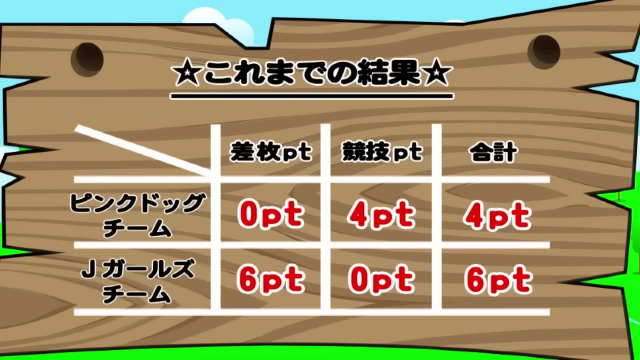 ☆これまでの結果☆
差枚pt 競技pt 合計
ピンクドッグ
チーム 0pt 4pt 4pt
Jガールズ
チーム 6pt 0pt 6pt